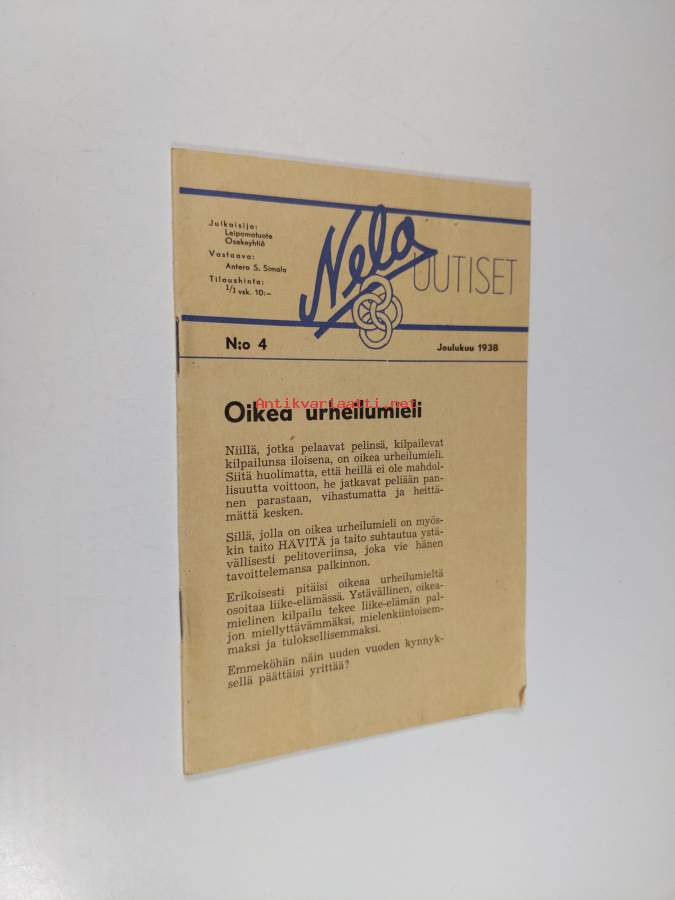 Julkaisija:
Leipomotuote
Osakeyhtiö
Vastaava:
Antero S. Simola
Tilaushinta:
1/1 vsk. 10:-
Nelo
UUTISET
N:o 4
Joulukuu 1938
Antikvariaatti.net
Oikea urheilumieli
Niillä, jotka pelaavat pelinsä, kilpailevat
kilpailunsa iloisena, on oikea urheilumieli.
Siitä huolimatta, että heillä ei ole mahdol-
lisuutta voittoon, he jatkavat peliään pan-
nen parastaan, vihastumatta ja heittä-
mättä kesken.
Sillä, jolla on oikea urheilumieli on myös-
kin taito HÄVITÄ ja taito suhtautua ystä-
vällisesti pelitoveriinsa, joka vie hänen
tavoittelemansa palkinnon.
Erikoisesti pitäisi oikeaa urheilumieltä
osoitaa liike-elämässä. Ystävällinen, oikea-
mielinen kilpailu tekee liike-elämän pal-
jon miellyttävämmäksi, mielenkiintoisem-
maksi ja tuloksellisemmaksi.
Emmeköhän näin uuden vuoden kynnyk-
sellä päättäisi yrittää?